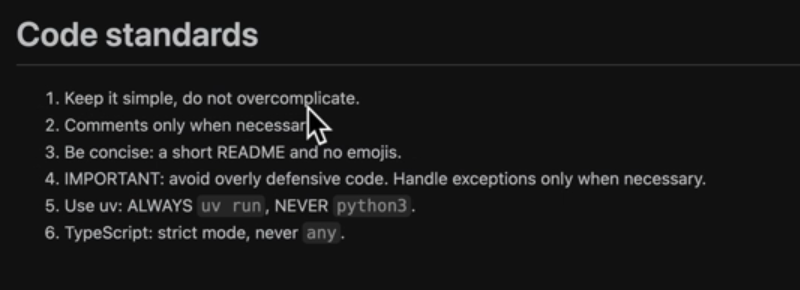 Code standards
1. Keep it simple, do not overcomplicate.
2. Comments only when necessar
3. Be concise: a short README and no emojis.
4. IMPORTANT: avoid overly defensive code. Handle exceptions only when necessary.
5. Use uv: ALWAYS uv run, NEVER python3.
6. TypeScript: strict mode, never any.